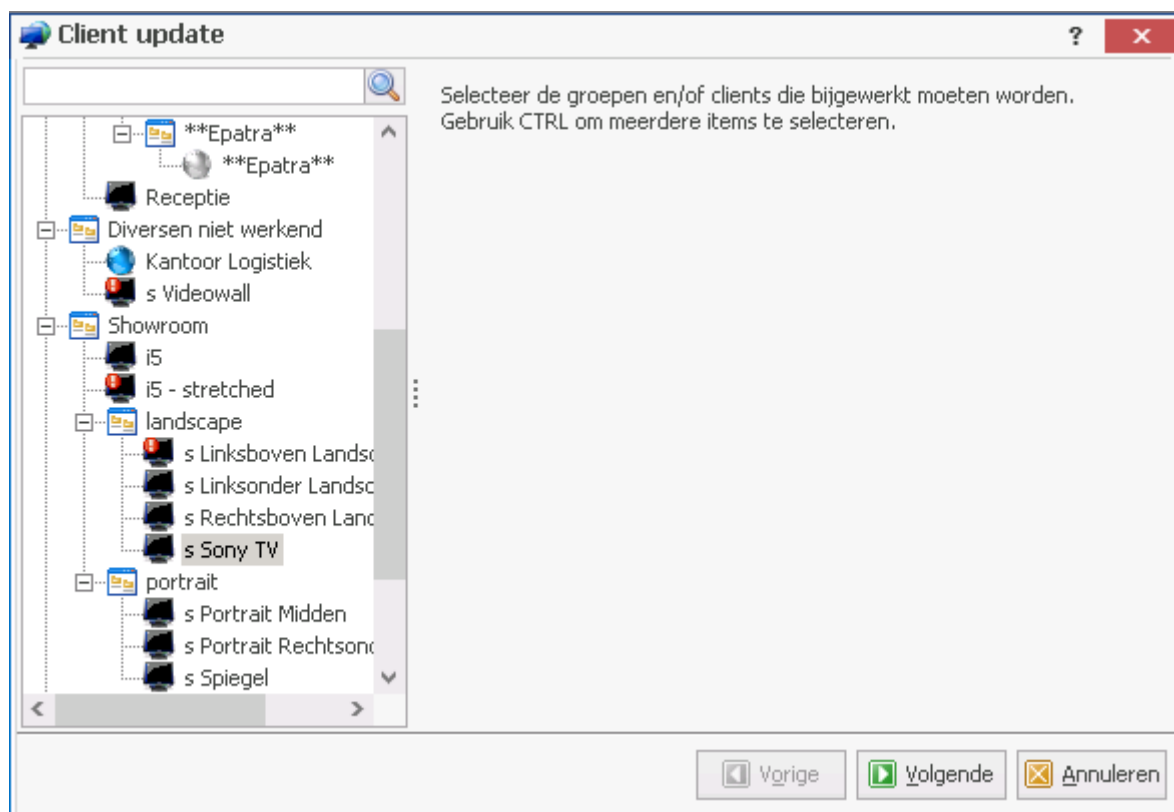 Client update
?
Selecteer de groepen en/of clients die bijgewerkt moeten worden.
Gebruik CTRL om meerdere items te selecteren.
**Epatra**
**Epatra**
Receptie
Diversen niet werkend
Kantoor Logistiek
s Videowall
Showroom
i5
i5 - stretched
landscape
s Linksboven Landsc
s Linksonder Landsc
s Rechtsboven Land
s Sony TV
portrait
s Portrait Midden
s Portrait Rechtsond
s Spiegel
Vorige
Volgende
Annuleren